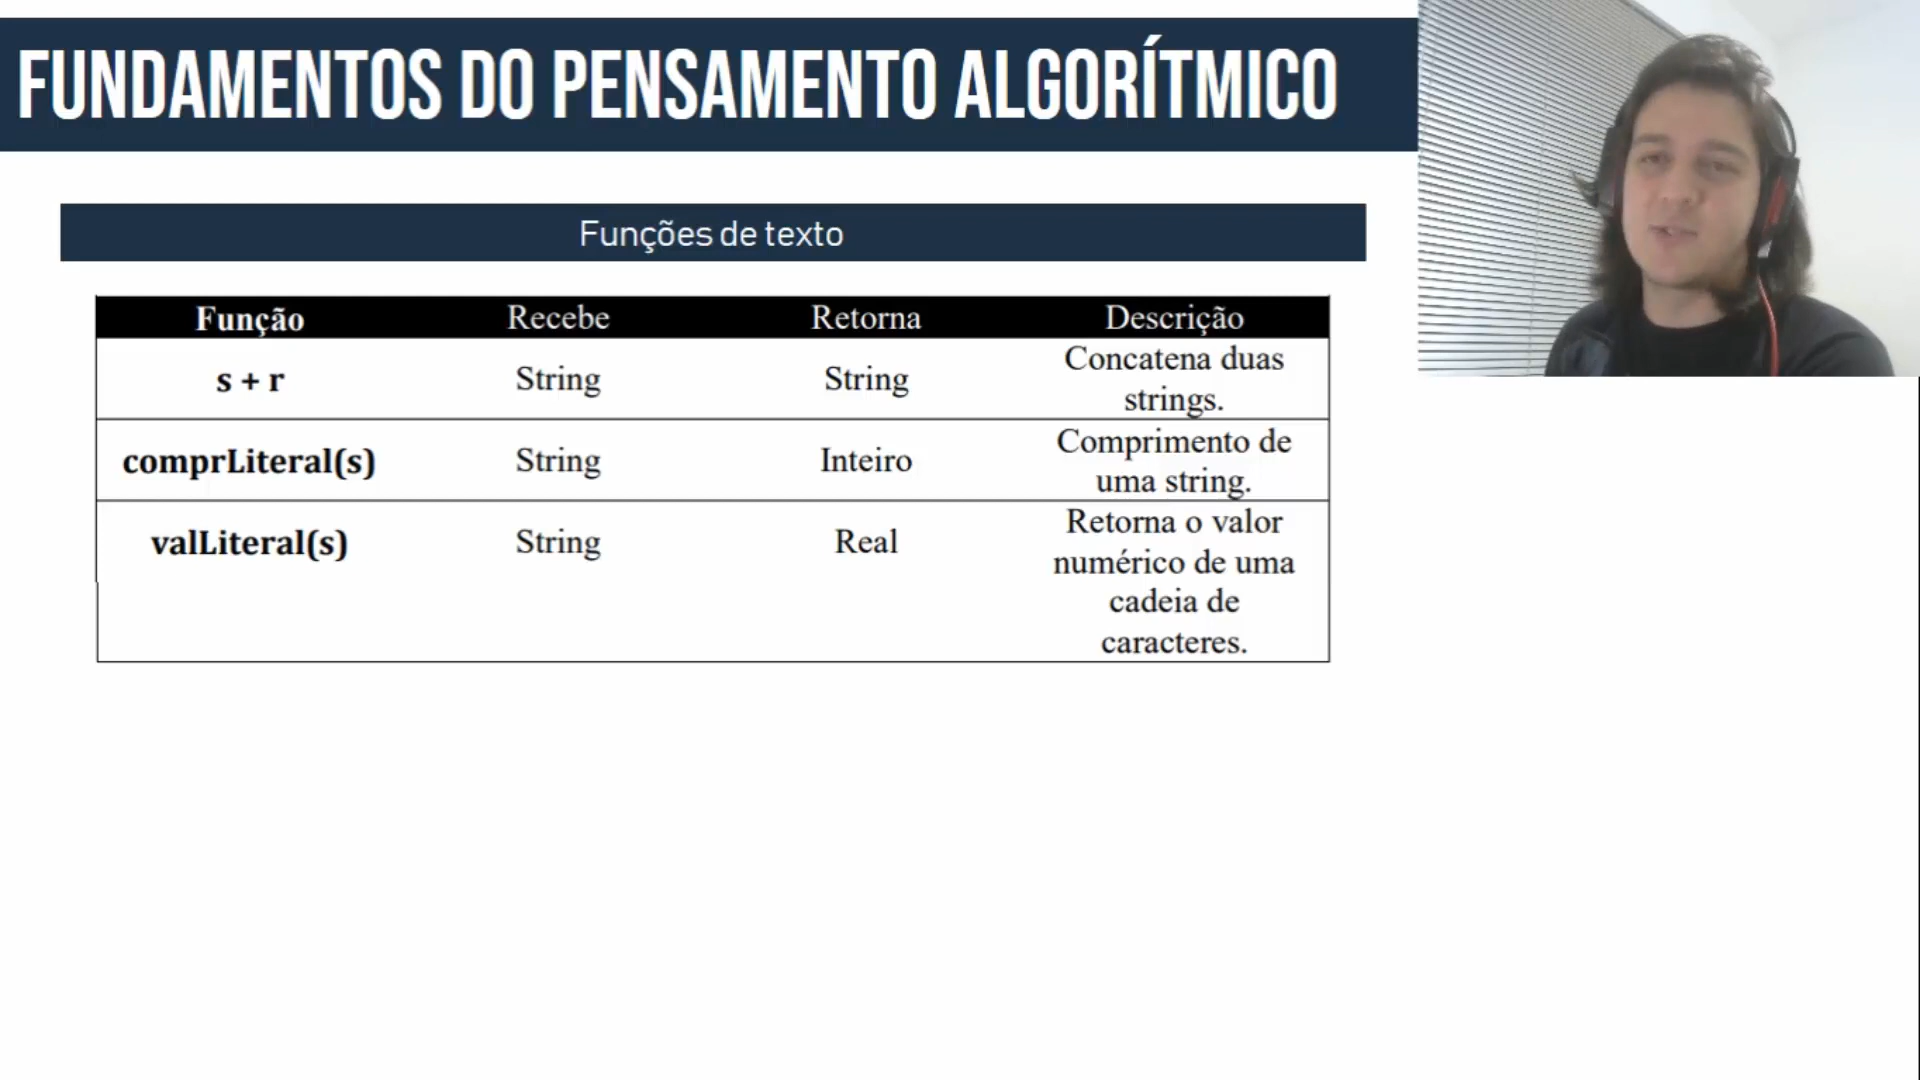 FUNDAMENTOS DO PENSAMENTO ALGORÍTMICO
Funções de texto
Função Recebe Retorna Descrição
s + r String String Concatena duas
strings.
comprLiteral(s) String Inteiro Comprimento de
uma string.
valLiteral(s) String Real Retorna o valor
numérico de uma
cadeia de
caracteres.